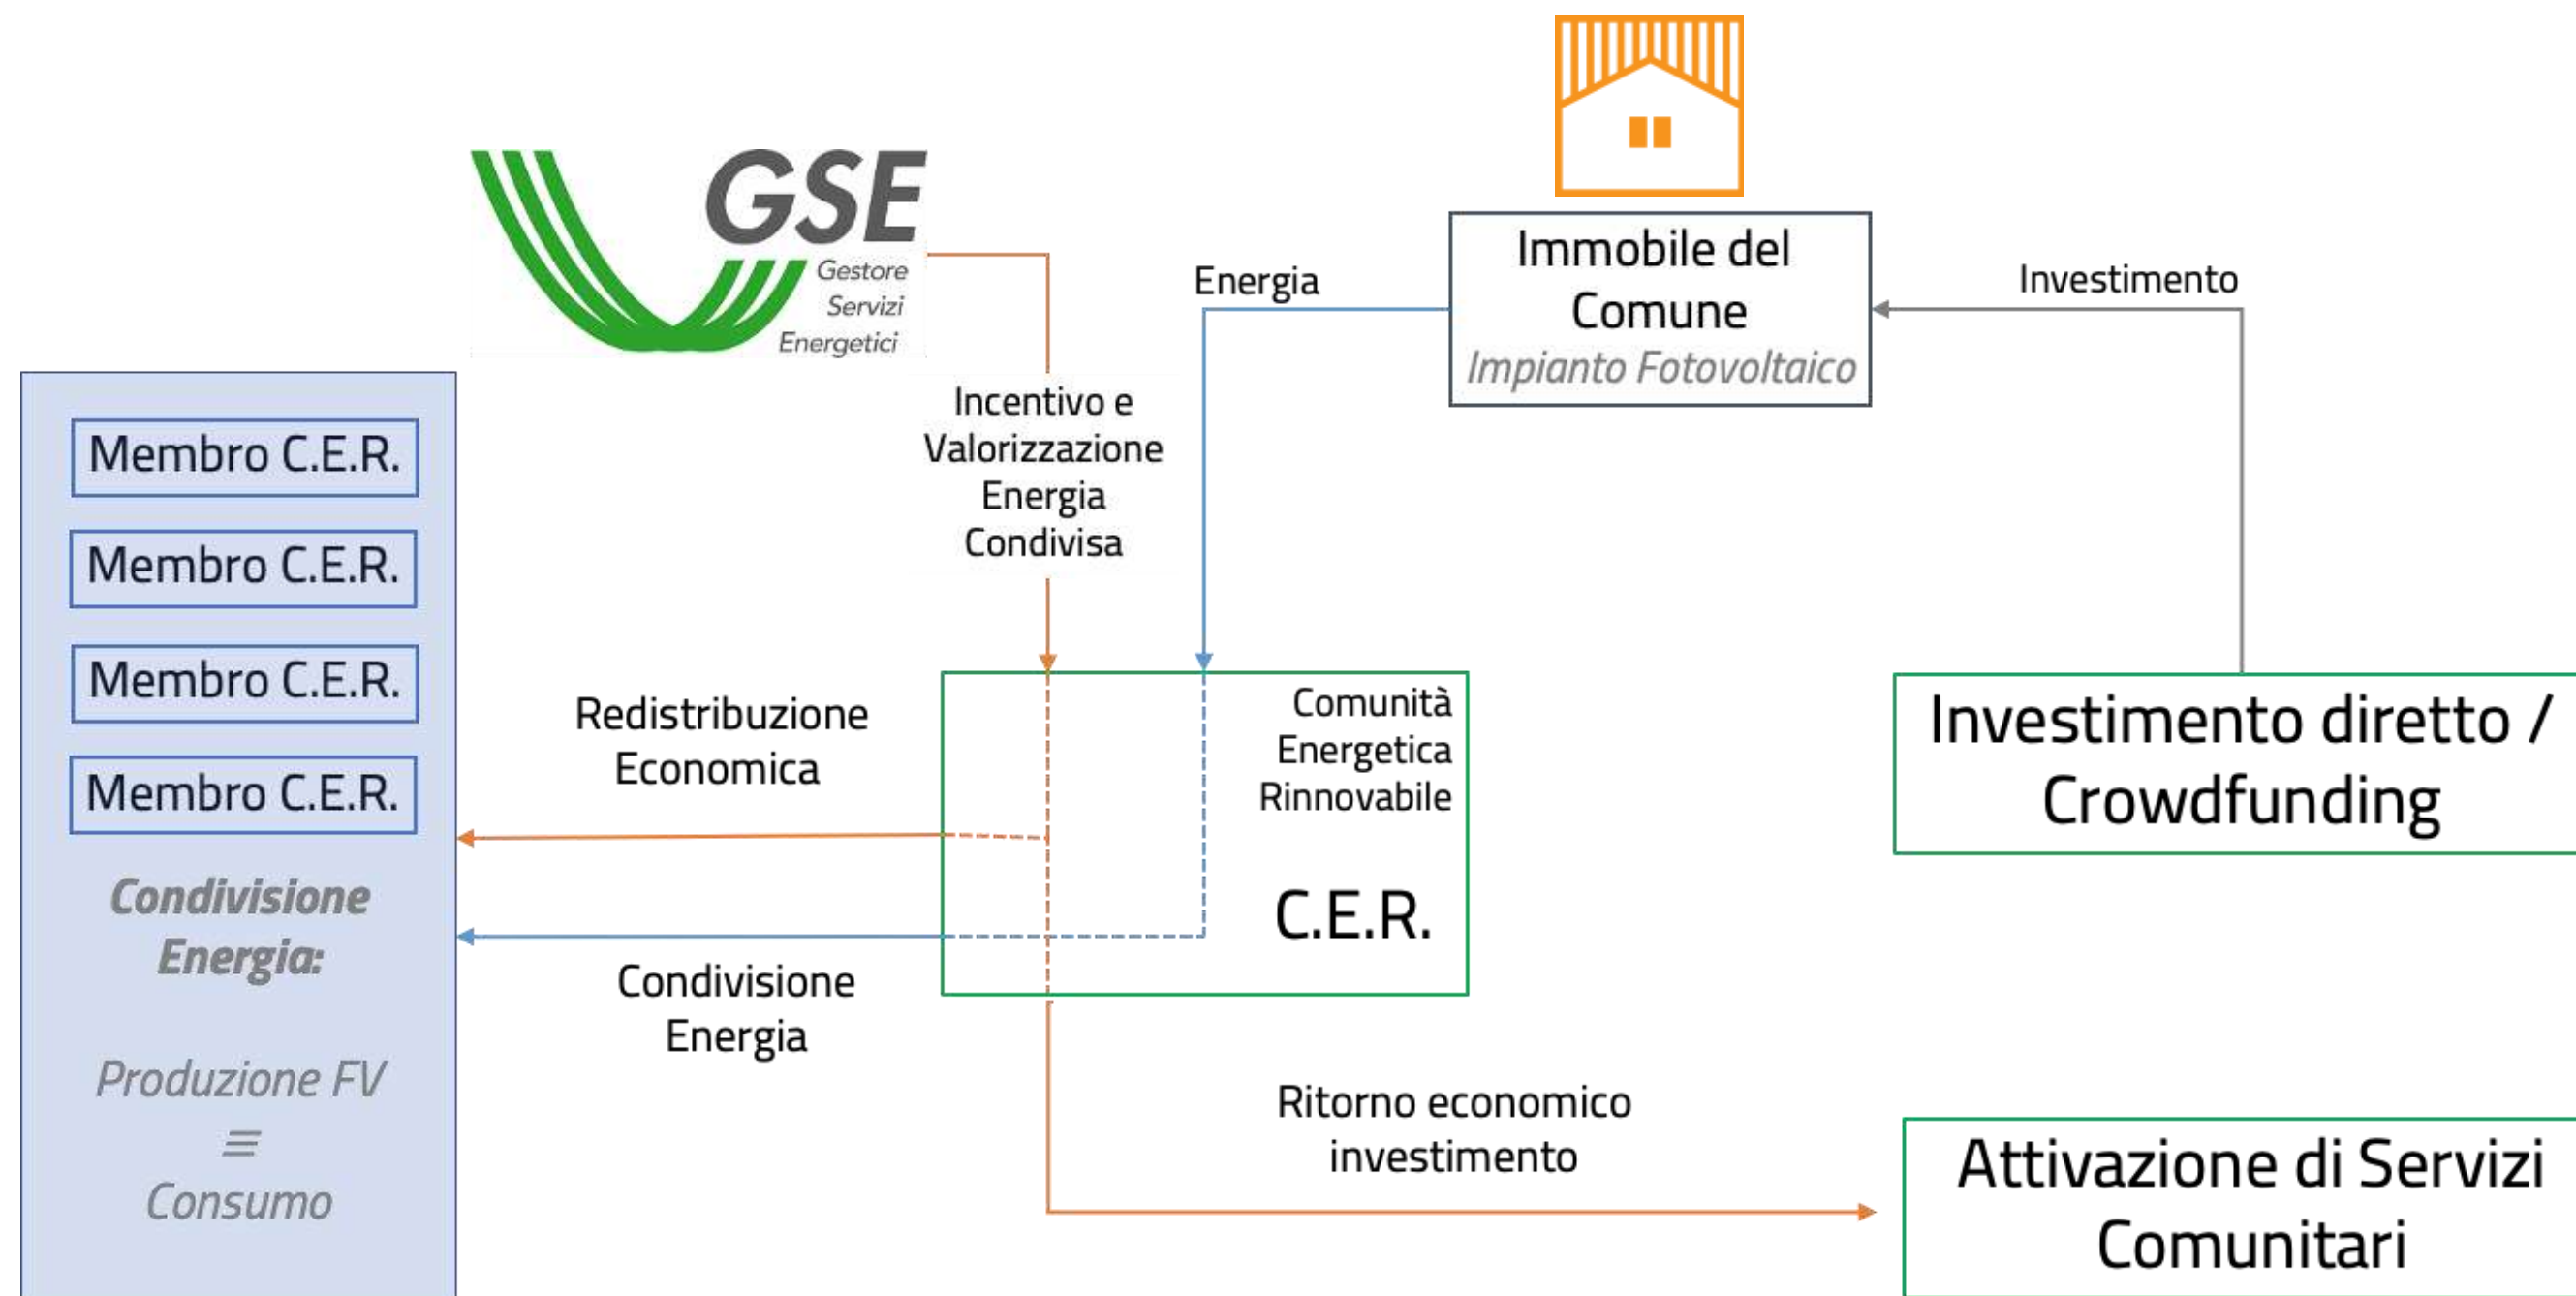 GSE
Gestore
Servizi
Energetici
Immobile del
Comune
Impianto Fotovoltaico
Energia
Investimento
Incentivo e
Valorizzazione
Energia
Condivisa
Membro C.E.R.
Membro C.E.R.
Membro C.E.R.
Membro C.E.R.
Condivisione
Energia:
Produzione FV
≡
Consumo
Redistribuzione
Economica
Condivisione
Energia
Comunità
Energetica
Rinnovabile
C.E.R.
Investimento diretto /
Crowdfunding
Ritorno economico
investimento
Attivazione di Servizi
Comunitari